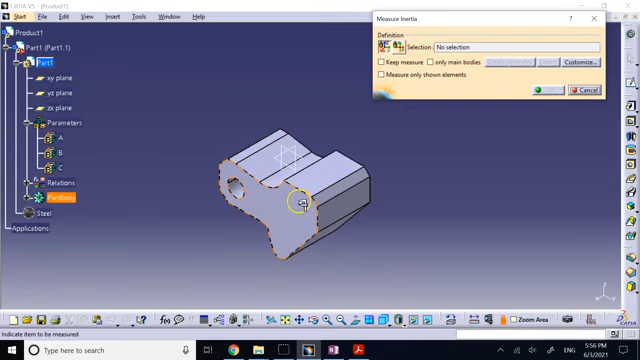 CATIA V5 - [Product1]
Start File Edit View Insert Tools Window Help
Product1
Part1 (Part1.1)
Part1
xy plane
yz plane
zx plane
Parameters
A
B
C
Relations
PartBody
Steel
Applications
Measure Inertia
Definition
Selection : No selection
Keep measure only main bodies Customize...
Measure only shown elements
OK Cancel
Zoom Area
Indicate item to be measured
Type here to search
ENG
5:56 PM
6/3/2021